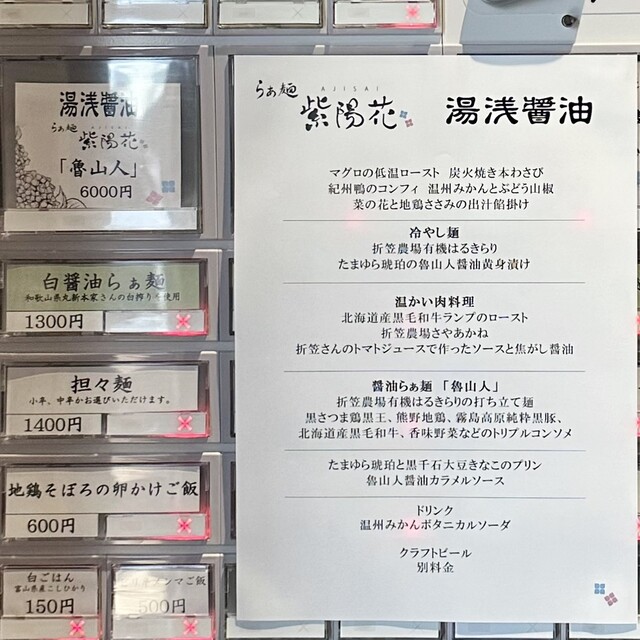 湯浅醤油
らぁ麺
AJISAI
紫陽花
「魯山人」
6000円
白醤油らぁ麺
和歌山県丸新本家さんの白搾り使用
1300円
担々麺
小辛、中辛かお選びいただけます。
1400円
地鶏そぼろの卵かけご飯
600円
白ごはん
富山県産こしひかり
150円
ンマご飯
500円
らぁ麺
AJISAI
紫陽花
湯浅醤油
マグロの低温ロースト 炭火焼き本わさび
紀州鴨のコンフィ 温州みかんとぶどう山椒
菜の花と地鶏ささみの出汁餡掛け
冷やし麺
折笠農場有機はるきらり
たまゆら琥珀の魯山人醤油黄身漬け
温かい肉料理
北海道産黒毛和牛ランプのロースト
折笠農場さやあかね
折笠さんのトマトジュースで作ったソースと焦がし醤油
醤油らぁ麺 「魯山人」
折笠農場有機はるきらりの打ち立て麺
黒さつま鶏黒王、熊野地鶏、霧島高原純粋黒豚、
北海道産黒毛和牛、香味野菜などのトリプルコンソメ
たまゆら琥珀と黒千石大豆きなこのプリン
魯山人醤油カラメルソース
ドリンク
温州みかんボタニカルソーダ
クラフトビール
別料金